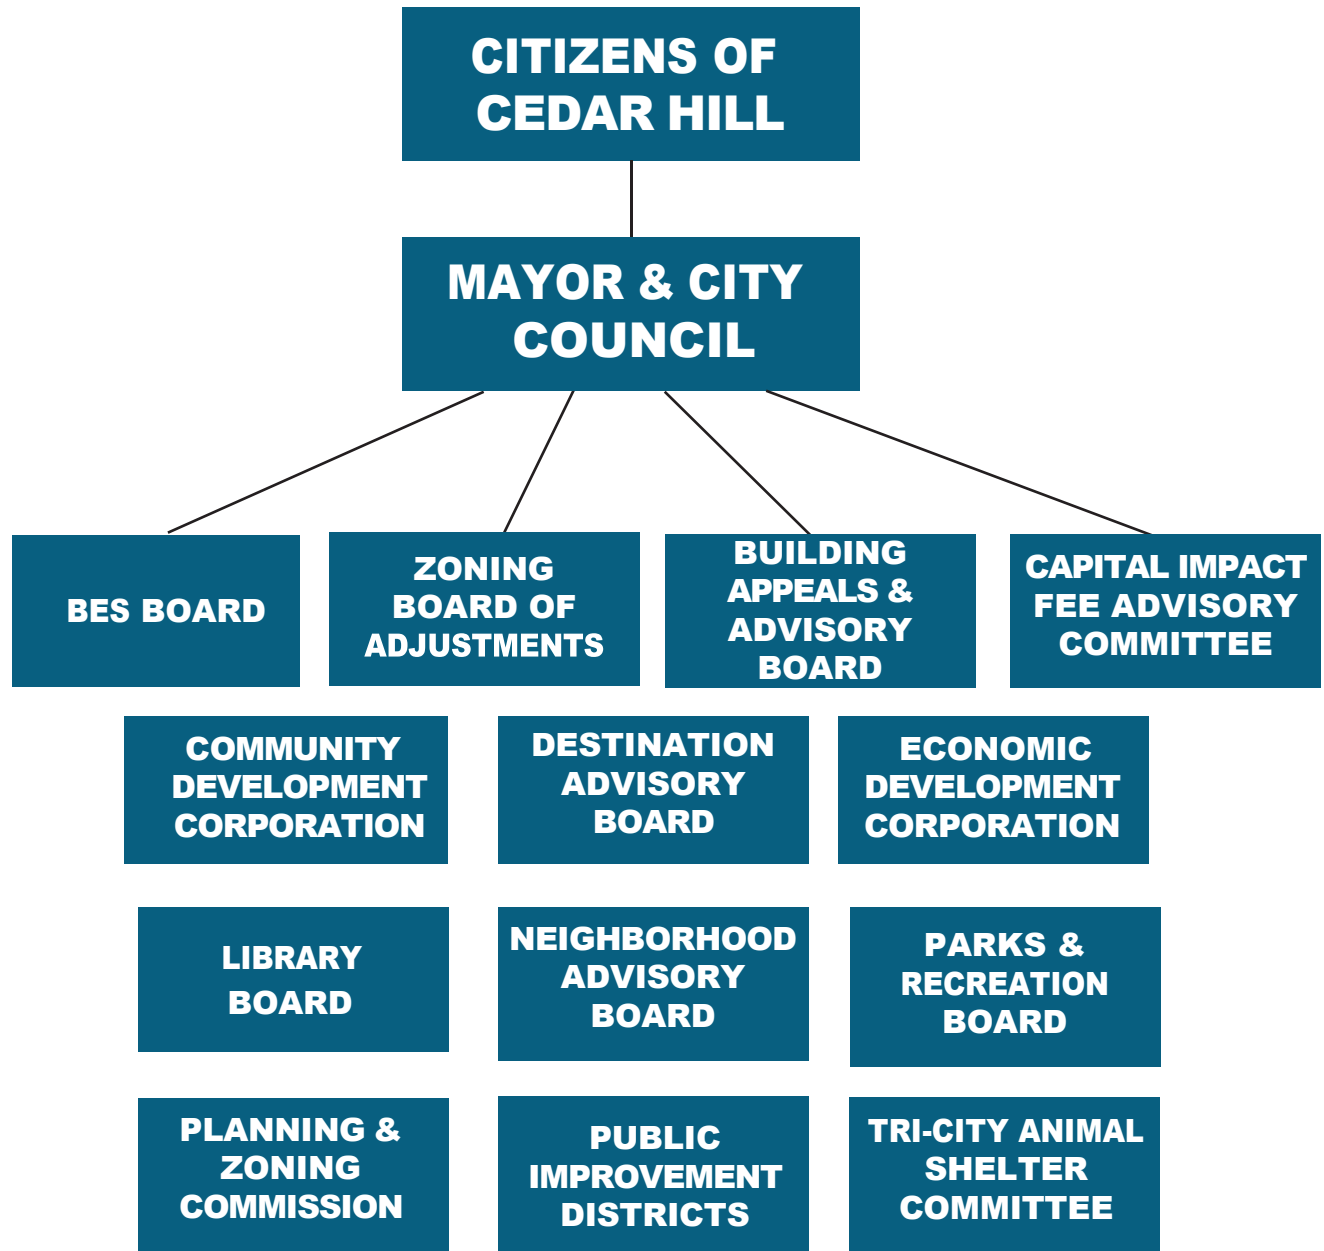 CITIZENS OF
CEDAR HILL
MAYOR & CITY
COUNCIL
BES BOARD
ZONING
BOARD OF
ADJUSTMENTS
BUILDING
APPEALS &
ADVISORY
BOARD
CAPITAL IMPACT
FEE ADVISORY
COMMITTEE
COMMUNITY
DEVELOPMENT
CORPORATION
DESTINATION
ADVISORY
BOARD
ECONOMIC
DEVELOPMENT
CORPORATION
LIBRARY
BOARD
NEIGHBORHOOD
ADVISORY
BOARD
PARKS &
RECREATION
BOARD
PLANNING &
ZONING
COMMISSION
PUBLIC
IMPROVEMENT
DISTRICTS
TRI-CITY ANIMAL
SHELTER
COMMITTEE